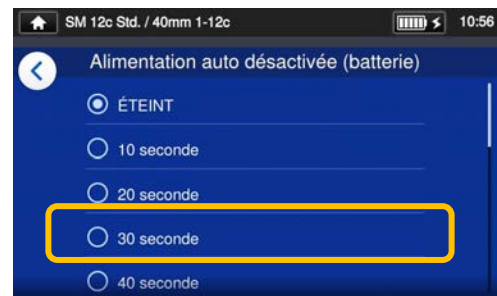 SM 12c Std. / 40mm 1-12c 10:56
Alimentation auto désactivée (batterie)
ÉTEINT
10 seconde
20 seconde
30 seconde
40 seconde